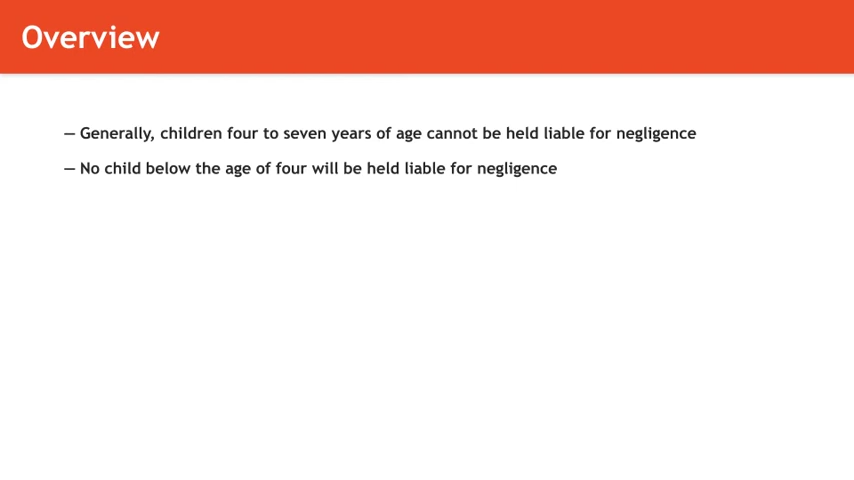 Overview
— Generally, children four to seven years of age cannot be held liable for negligence
— No child below the age of four will be held liable for negligence